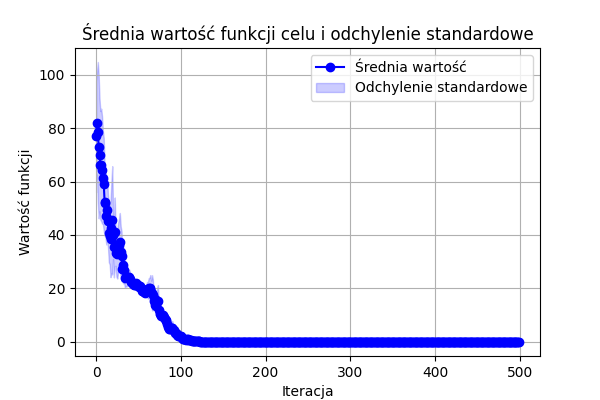 Średnia wartość funkcji celu i odchylenie standardowe
Średnia wartość
Odchylenie standardowe
Wartość funkcji
100
80
60
40
20
0
0 100 200 300 400 500
Iteracja